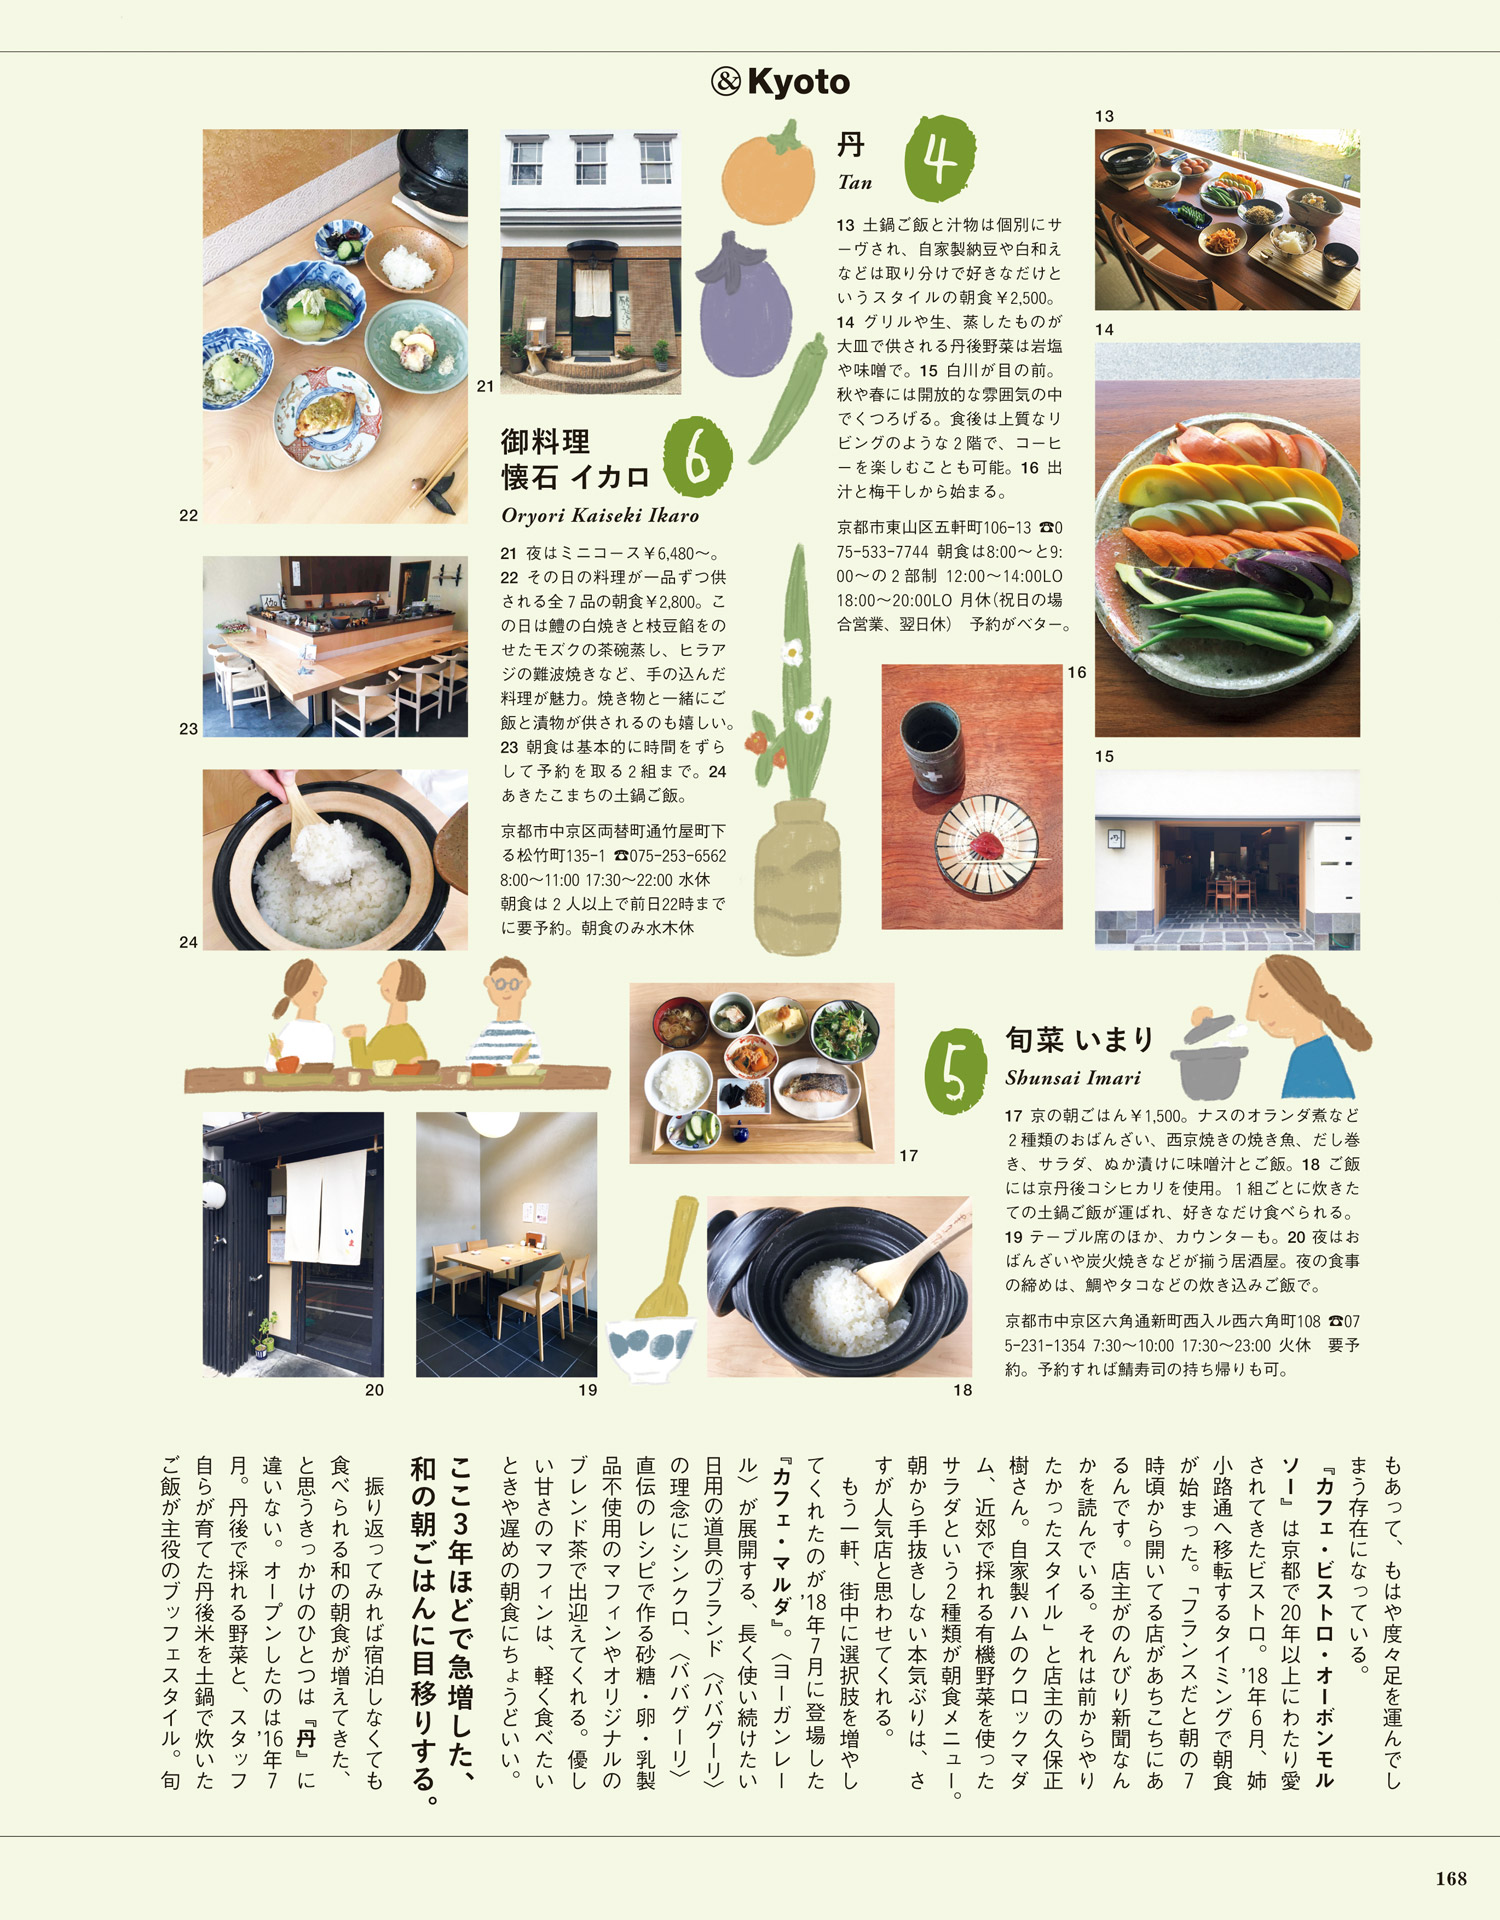 & Kyoto
丹
Tan
4
13 土鍋ご飯と汁物は個別にサ
ーヴされ、自家製納豆や白和え
などは取り分けで好きなだけと
いうスタイルの朝食￥2,500。
14 グリルや生、蒸したものが
大皿で供される丹後野菜は岩塩
や味噌で。15 白川が目の前。
秋や春には開放的な雰囲気の中
でくつろげる。食後は上質なリ
ビングのような2階で、コーヒ
ーを楽しむことも可能。16 出
汁と梅干しから始まる。
京都市東山区五軒町106-13 ☎0
75-533-7744 朝食は8:00〜と9:
00〜の2部制 12:00〜14:00LO
18:00〜20:00LO 月休(祝日の場
合営業、翌日休)　予約がベター。
13
14
15
16
21
22
23
24
御料理
懐石 イカロ
6
Oryori Kaiseki Ikaro
21 夜はミニコース￥6,480〜。
22 その日の料理が一品ずつ供
される全7品の朝食￥2,800。こ
の日は鱧の白焼きと枝豆餡をの
せたモズクの茶碗蒸し、ヒラア
ジの難波焼きなど、手の込んだ
料理が魅力。焼き物と一緒にご
飯と漬物が供されるのも嬉しい。
23 朝食は基本的に時間をずら
して予約を取る2組まで。24
あきたこまちの土鍋ご飯。
京都市中京区両替町通竹屋町下
る松竹町135-1 ☎075-253-6562
8:00〜11:00 17:30〜22:00 水休
朝食は2人以上で前日22時まで
に要予約。朝食のみ水木休
5
旬菜 いまり
Shunsai Imari
17 京の朝ごはん￥1,500。ナスのオランダ煮など
2種類のおばんざい、西京焼きの焼き魚、だし巻
き、サラダ、ぬか漬けに味噌汁とご飯。18 ご飯
には京丹後コシヒカリを使用。1組ごとに炊きた
ての土鍋ご飯が運ばれ、好きなだけ食べられる。
19 テーブル席のほか、カウンターも。20 夜はお
ばんざいや炭火焼きなどが揃う居酒屋。夜の食事
の締めは、鯛やタコなどの炊き込みご飯で。
京都市中京区六角通新町西入ル西六角町108 ☎07
5-231-1354 7:30〜10:00 17:30〜23:00 火休　要予
約。予約すれば鯖寿司の持ち帰りも可。
17
18
19
20
もあって、もはや度々足を運んでし
まう存在になっている。
『カフェ・ビストロ・オーボンモル
ソー』は京都で20年以上にわたり愛
されてきたビストロ。'18年6月、姉
小路通へ移転するタイミングで朝食
が始まった。「フランスだと朝の7
時頃から開いてる店があちこちにあ
るんです。店主がのんびり新聞なん
かを読んでいる。それは前からやり
たかったスタイル」と店主の久保正
樹さん。自家製ハムのクロックマダ
ム、近郊で採れる有機野菜を使った
サラダという2種類が朝食メニュー。
朝から手抜きしない本気ぶりは、さ
すが人気店と思わせてくれる。
もう一軒、街中に選択肢を増やし
てくれたのが'18年7月に登場した
『カフェ・マルダ』。〈ヨーガンレー
ル〉が展開する、長く使い続けたい
日用の道具のブランド〈ババグーリ〉
の理念にシンクロ、〈ババグーリ〉
直伝のレシピで作る砂糖・卵・乳製
品不使用のマフィンやオリジナルの
ブレンド茶で出迎えてくれる。優し
い甘さのマフィンは、軽く食べたい
ときや遅めの朝食にちょうどいい。
ここ3年ほどで急増した、
和の朝ごはんに目移りする。
振り返ってみれば宿泊しなくても
食べられる和の朝食が増えてきた、
と思うきっかけのひとつは『丹』に
違いない。オープンしたのは'16年7
月。丹後で採れる野菜と、スタッフ
自らが育てた丹後米を土鍋で炊いた
ご飯が主役のブッフェスタイル。旬
168